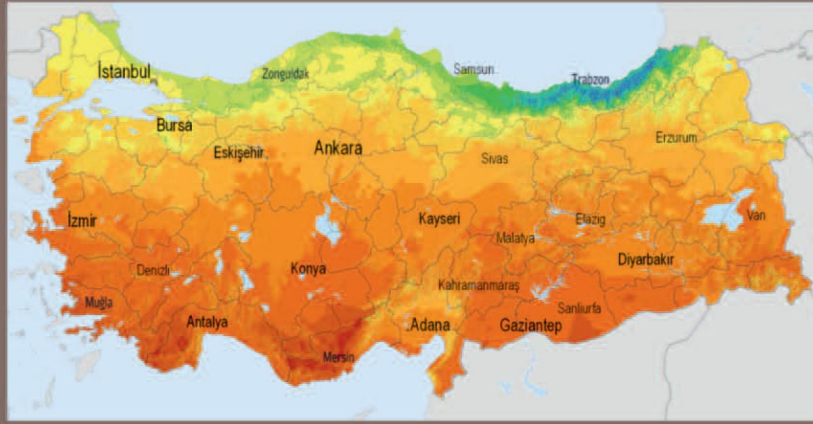 İstanbul
Zonguldak
Samsun
Trabzon
Bursa
Eskişehir
Ankara
Sivas
Erzurum
İzmir
Kayseri
Elazığ
Van
Malatya
Denizli
Konya
Diyarbakır
Kahramanmaraş
Muğla
Şanlıurfa
Antalya
Adana
Gaziantep
Mersin